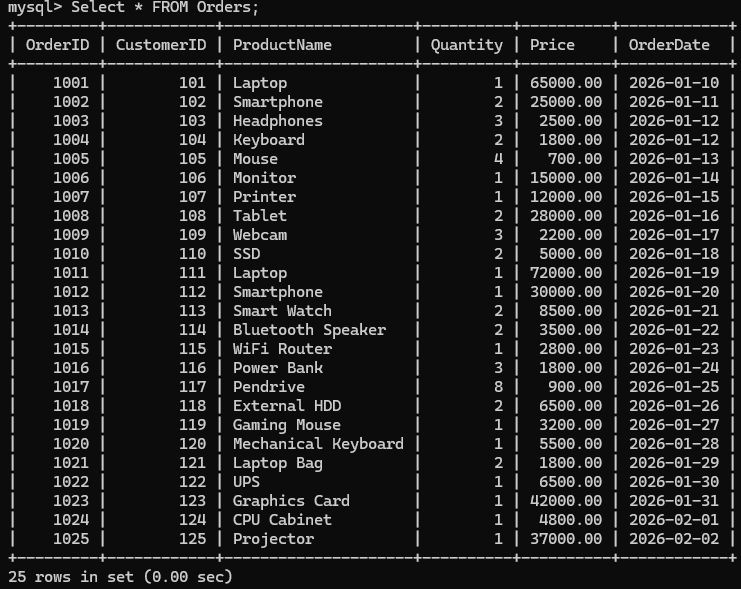 mysql> Select * FROM Orders;
+---------+------------+---------------------+----------+----------+------------+
| OrderID | CustomerID | ProductName         | Quantity | Price    | OrderDate  |
+---------+------------+---------------------+----------+----------+------------+
|    1001 |        101 | Laptop              |        1 | 65000.00 | 2026-01-10 |
|    1002 |        102 | Smartphone          |        2 | 25000.00 | 2026-01-11 |
|    1003 |        103 | Headphones          |        3 |  2500.00 | 2026-01-12 |
|    1004 |        104 | Keyboard            |        2 |  1800.00 | 2026-01-12 |
|    1005 |        105 | Mouse               |        4 |   700.00 | 2026-01-13 |
|    1006 |        106 | Monitor             |        1 | 15000.00 | 2026-01-14 |
|    1007 |        107 | Printer             |        1 | 12000.00 | 2026-01-15 |
|    1008 |        108 | Tablet              |        2 | 28000.00 | 2026-01-16 |
|    1009 |        109 | Webcam              |        3 |  2200.00 | 2026-01-17 |
|    1010 |        110 | SSD                 |        2 |  5000.00 | 2026-01-18 |
|    1011 |        111 | Laptop              |        1 | 72000.00 | 2026-01-19 |
|    1012 |        112 | Smartphone          |        1 | 30000.00 | 2026-01-20 |
|    1013 |        113 | Smart Watch         |        2 |  8500.00 | 2026-01-21 |
|    1014 |        114 | Bluetooth Speaker   |        2 |  3500.00 | 2026-01-22 |
|    1015 |        115 | WiFi Router         |        1 |  2800.00 | 2026-01-23 |
|    1016 |        116 | Power Bank          |        3 |  1800.00 | 2026-01-24 |
|    1017 |        117 | Pendrive            |        8 |   900.00 | 2026-01-25 |
|    1018 |        118 | External HDD        |        2 |  6500.00 | 2026-01-26 |
|    1019 |        119 | Gaming Mouse        |        1 |  3200.00 | 2026-01-27 |
|    1020 |        120 | Mechanical Keyboard |        1 |  5500.00 | 2026-01-28 |
|    1021 |        121 | Laptop Bag          |        2 |  1800.00 | 2026-01-29 |
|    1022 |        122 | UPS                 |        1 |  6500.00 | 2026-01-30 |
|    1023 |        123 | Graphics Card       |        1 | 42000.00 | 2026-01-31 |
|    1024 |        124 | CPU Cabinet         |        1 |  4800.00 | 2026-02-01 |
|    1025 |        125 | Projector           |        1 | 37000.00 | 2026-02-02 |
+---------+------------+---------------------+----------+----------+------------+
25 rows in set (0.00 sec)